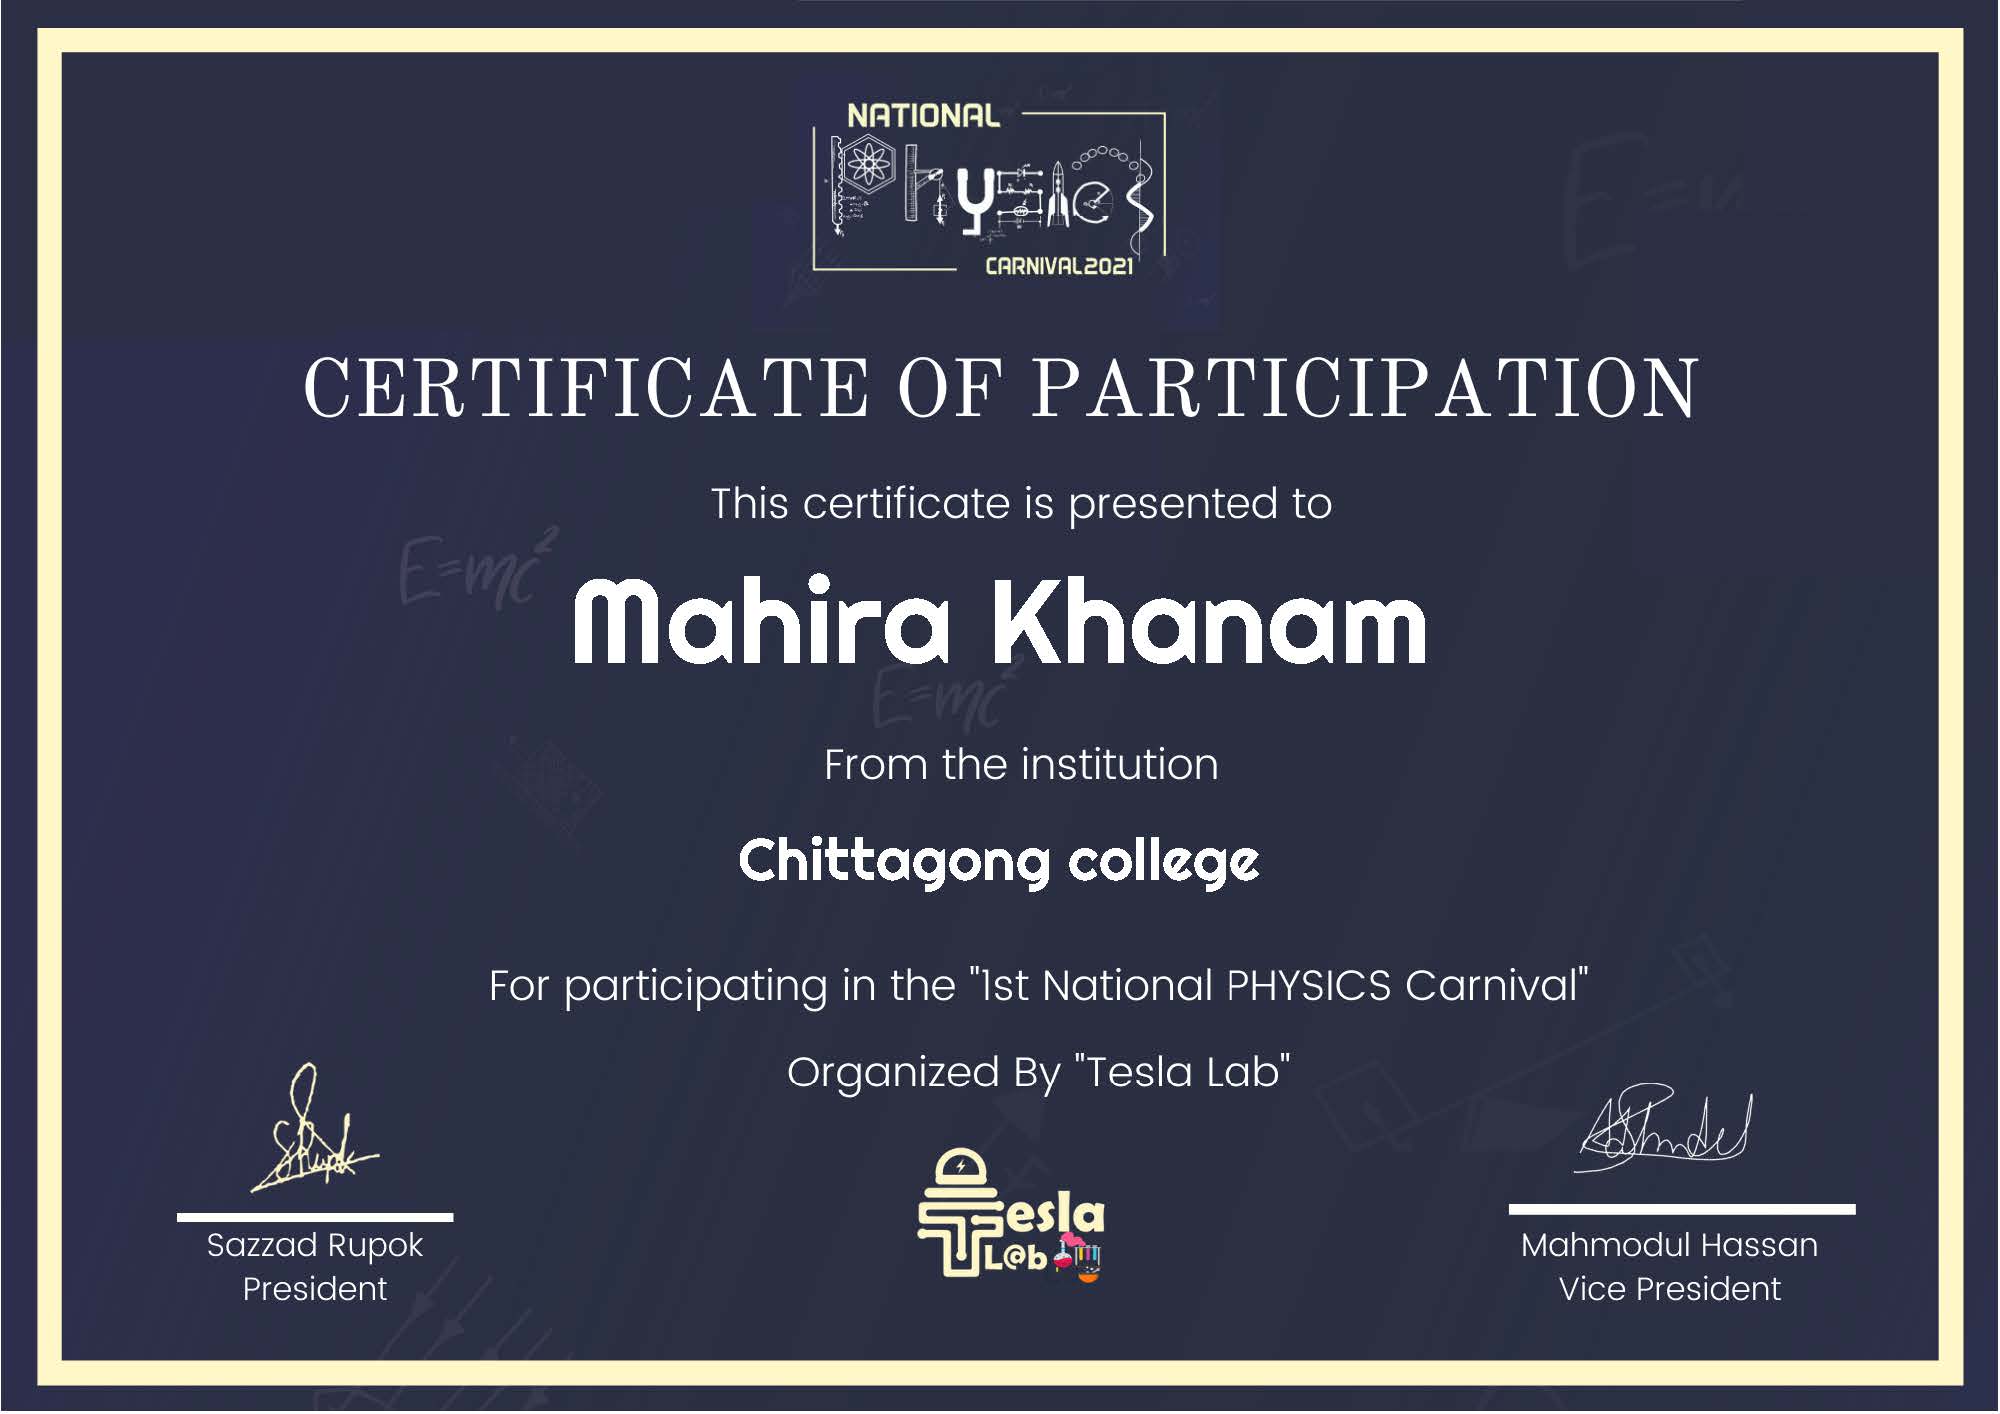 NATIONAL
Physics
CARNIVAL2021
E=m
CERTIFICATE OF PARTICIPATION
This certificate is presented to
E=mc²
Mahira Khanam
E=mc²
From the institution
Chittagong college
For participating in the "1st National PHYSICS Carnival"
Organized By "Tesla Lab"
Tesla
L@b
Sazzad Rupok
President
Mahmodul Hassan
Vice President